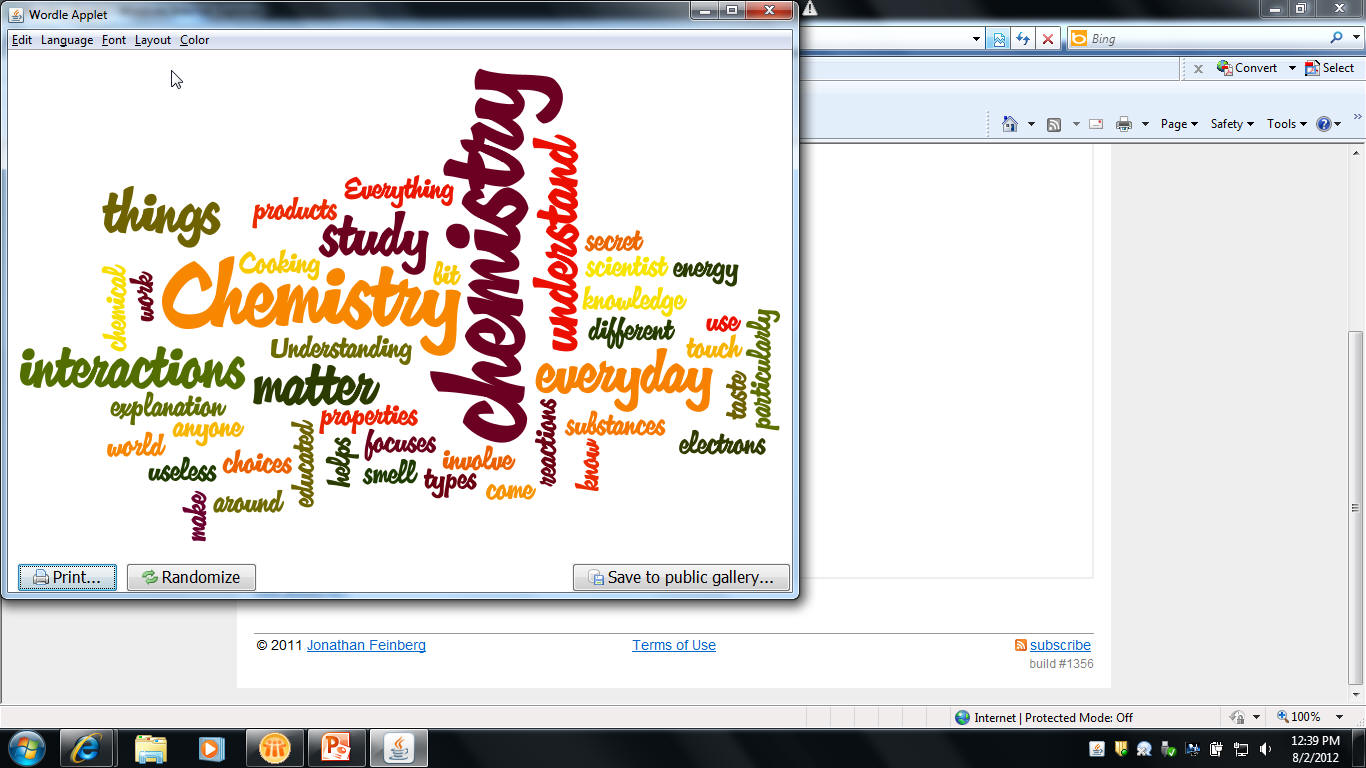 Wordle Applet
Edit Language Font Layout Color
Bing
x Convert Select
Page Safety Tools
chemistry
understand
Everything
things
products
study
secret
Cooking
bit
scientist energy
chemical
work
Chemistry
knowledge
different
use
touch
particularly
Understanding
interactions
matter
everyday
taste
explanation
anyone
properties
substances
world
educated
helps
focuses
reactions
electrons
useless
choices
smell
involve
know
types
come
make
around
Print...
Randomize
Save to public gallery...
© 2011 Jonathan Feinberg
Terms of Use
subscribe
build #1356
Internet | Protected Mode: Off
100%
12:39 PM
8/2/2012